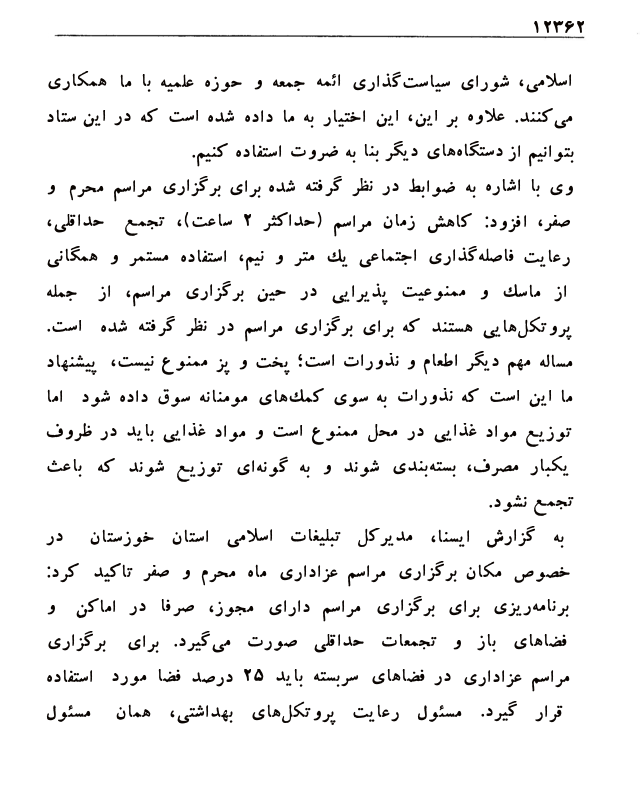 ۱۲۳۶۲
اسلامی، شورای سیاست‌گذاری ائمه جمعه و حوزه علمیه با ما همکاری
می‌کنند. علاوه بر این، این اختیار به ما داده شده است که در این ستاد
بتوانیم از دستگاه‌های دیگر بنا به ضروت استفاده کنیم.
وی با اشاره به ضوابط در نظر گرفته شده برای برگزاری مراسم محرم و
صفر، افزود: کاهش زمان مراسم (حداکثر ۲ ساعت)، تجمع حداقلی،
رعایت فاصله‌گذاری اجتماعی یك متر و نیم، استفاده مستمر و همگانی
از ماسك و ممنوعیت پذیرایی در حین برگزاری مراسم، از جمله
پروتکل‌هایی هستند که برای برگزاری مراسم در نظر گرفته شده است.
مساله مهم دیگر اطعام و نذورات است؛ پخت و پز ممنوع نیست، پیشنهاد
ما این است که نذورات به سوی کمك‌های مومنانه سوق داده شود اما
توزیع مواد غذایی در محل ممنوع است و مواد غذایی باید در ظروف
یکبار مصرف، بسته‌بندی شوند و به گونه‌ای توزیع شوند که باعث
تجمع نشود.
به گزارش ایسنا، مدیرکل تبلیغات اسلامی استان خوزستان در
خصوص مکان برگزاری مراسم عزاداری ماه محرم و صفر تاکید کرد:
برنامه‌ریزی برای برگزاری مراسم دارای مجوز، صرفا در اماکن و
فضاهای باز و تجمعات حداقلی صورت می‌گیرد. برای برگزاری
مراسم عزاداری در فضاهای سربسته باید ۲۵ درصد فضا مورد استفاده
قرار گیرد. مسئول رعایت پروتکل‌های بهداشتی، همان مسئول